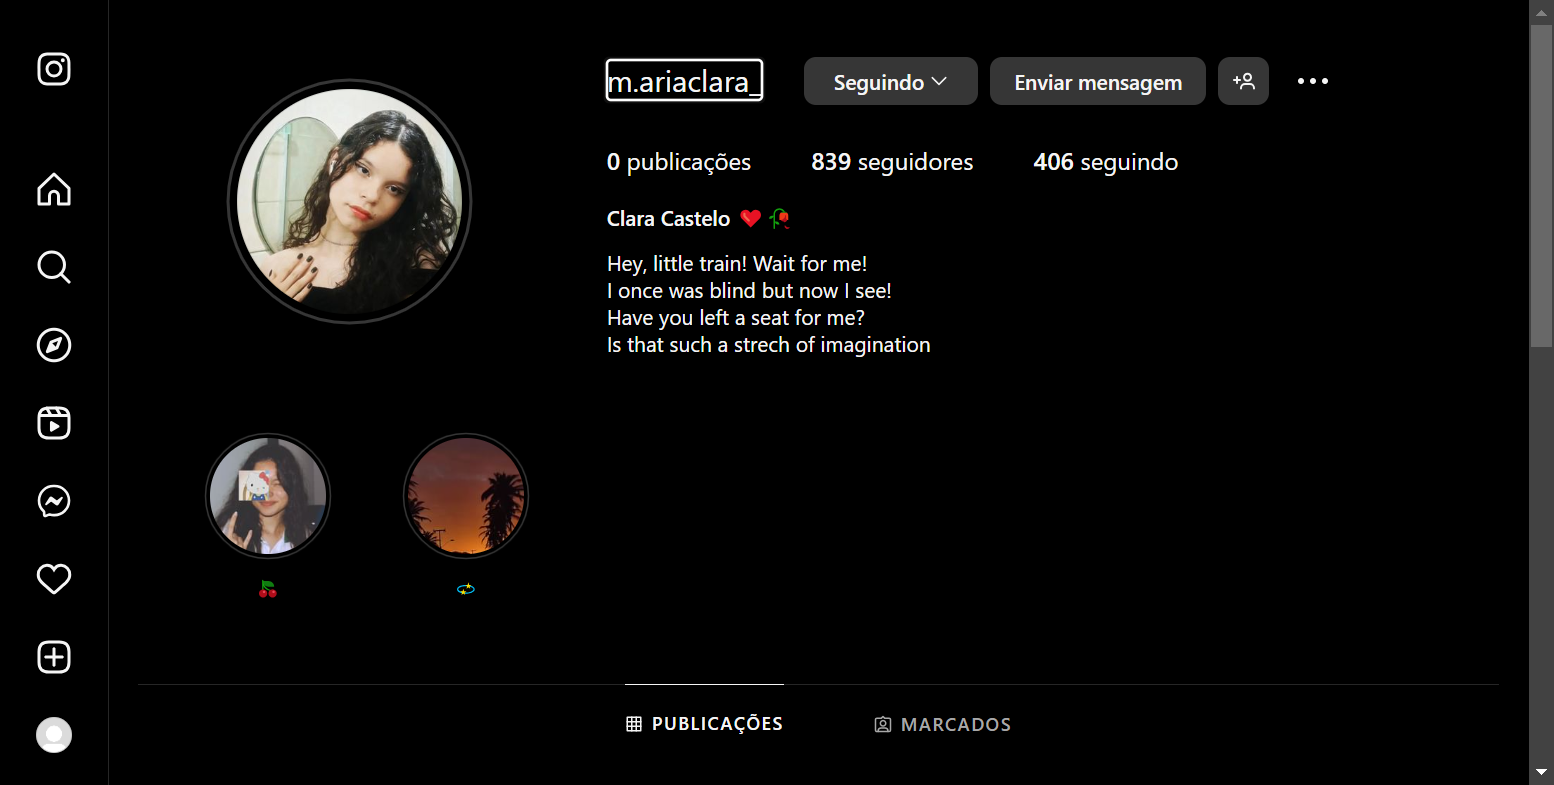 m.ariaclara_ Seguindo Enviar mensagem
0 publicações 839 seguidores 406 seguindo
Clara Castelo ❤️🥀
Hey, little train! Wait for me!
I once was blind but now I see!
Have you left a seat for me?
Is that such a strech of imagination
🍒 💫
PUBLICAÇÕES MARCADOS